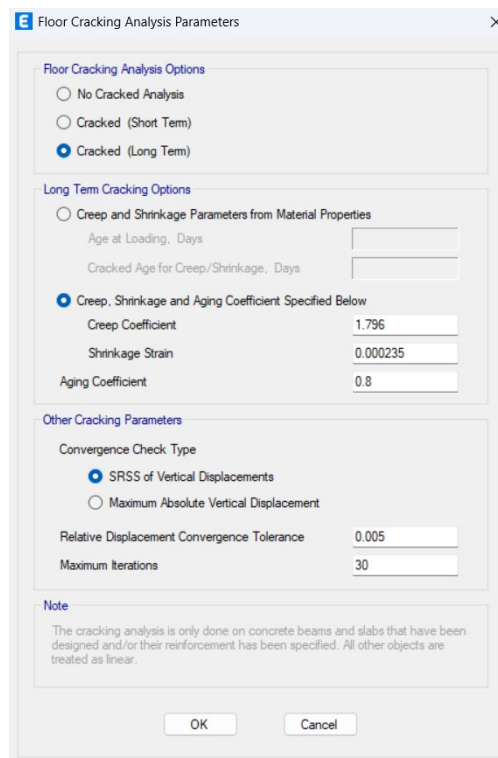 E Floor Cracking Analysis Parameters
Floor Cracking Analysis Options
No Cracked Analysis
Cracked (Short Term)
Cracked (Long Term)
Long Term Cracking Options
Creep and Shrinkage Parameters from Material Properties
Age at Loading, Days
Cracked Age for Creep/Shrinkage, Days
Creep, Shrinkage and Aging Coefficient Specified Below
Creep Coefficient 1.796
Shrinkage Strain 0.000235
Aging Coefficient 0.8
Other Cracking Parameters
Convergence Check Type
SRSS of Vertical Displacements
Maximum Absolute Vertical Displacement
Relative Displacement Convergence Tolerance 0.005
Maximum Iterations 30
Note
The cracking analysis is only done on concrete beams and slabs that have been
designed and/or their reinforcement has been specified. All other objects are
treated as linear.
OK Cancel